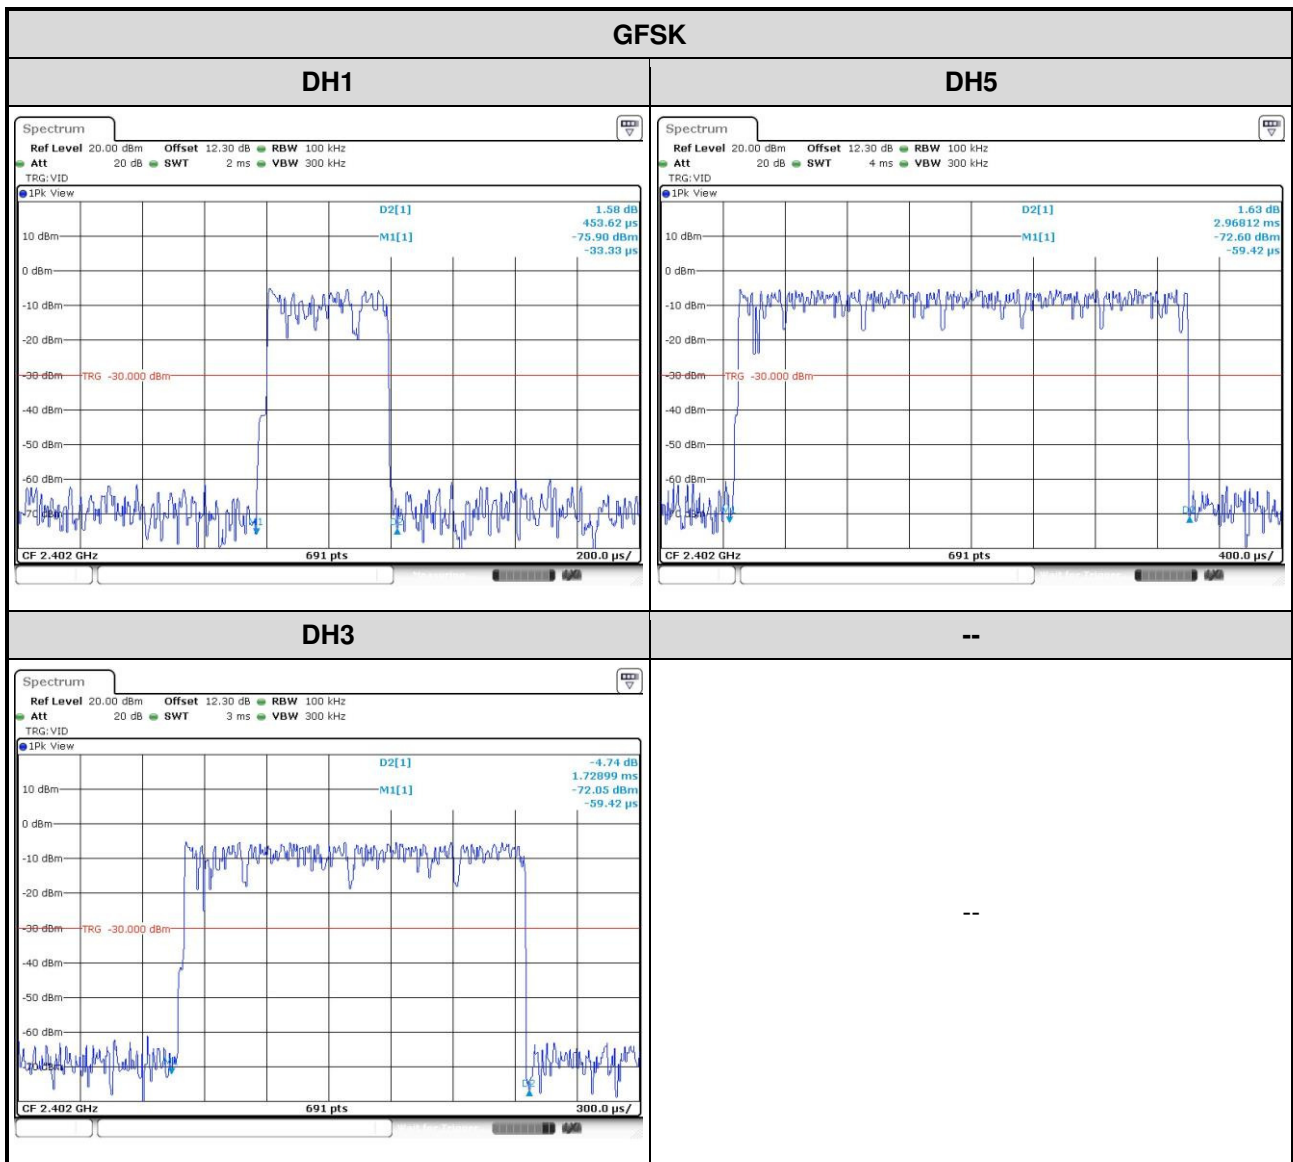 GFSK
DH1 DH5
Spectrum
Ref Level 20.00 dBm Offset 12.30 dB RBW 100 kHz
Att 20 dB SWT 2 ms VBW 300 kHz
TRG:VID
1Pk View
D2[1] 1.58 dB
453.62 µs
M1[1] -75.90 dBm
-33.33 µs
10 dBm
0 dBm
-10 dBm
-20 dBm
-30 dBm TRG -30.000 dBm
-40 dBm
-50 dBm
-60 dBm
-70 dBm
M1 D2
CF 2.402 GHz 691 pts 200.0 µs/
Spectrum
Ref Level 20.00 dBm Offset 12.30 dB RBW 100 kHz
Att 20 dB SWT 4 ms VBW 300 kHz
TRG:VID
1Pk View
D2[1] 1.63 dB
2.96812 ms
M1[1] -72.60 dBm
-59.42 µs
10 dBm
0 dBm
-10 dBm
-20 dBm
-30 dBm TRG -30.000 dBm
-40 dBm
-50 dBm
-60 dBm
-70 dBm
M1 D2
CF 2.402 GHz 691 pts 400.0 µs/
DH3 --
Spectrum
Ref Level 20.00 dBm Offset 12.30 dB RBW 100 kHz
Att 20 dB SWT 3 ms VBW 300 kHz
TRG:VID
1Pk View
D2[1] -4.74 dB
1.72899 ms
M1[1] -72.05 dBm
-59.42 µs
10 dBm
0 dBm
-10 dBm
-20 dBm
-30 dBm TRG -30.000 dBm
-40 dBm
-50 dBm
-60 dBm
-70 dBm
D2
CF 2.402 GHz 691 pts 300.0 µs/
--